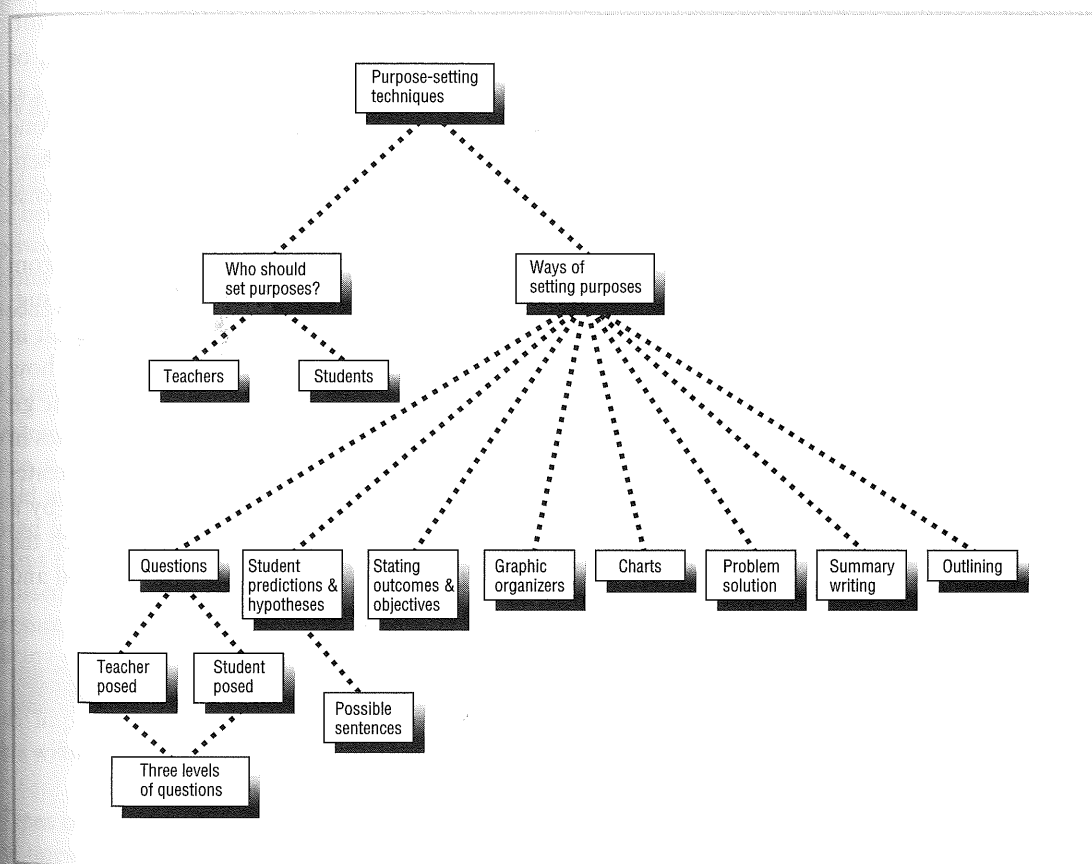 Purpose-setting
techniques
Who should
set purposes?
Ways of
setting purposes
Teachers
Students
Questions
Student
predictions &
hypotheses
Stating
outcomes &
objectives
Graphic
organizers
Charts
Problem
solution
Summary
writing
Outlining
Teacher
posed
Student
posed
Possible
sentences
Three levels
of questions